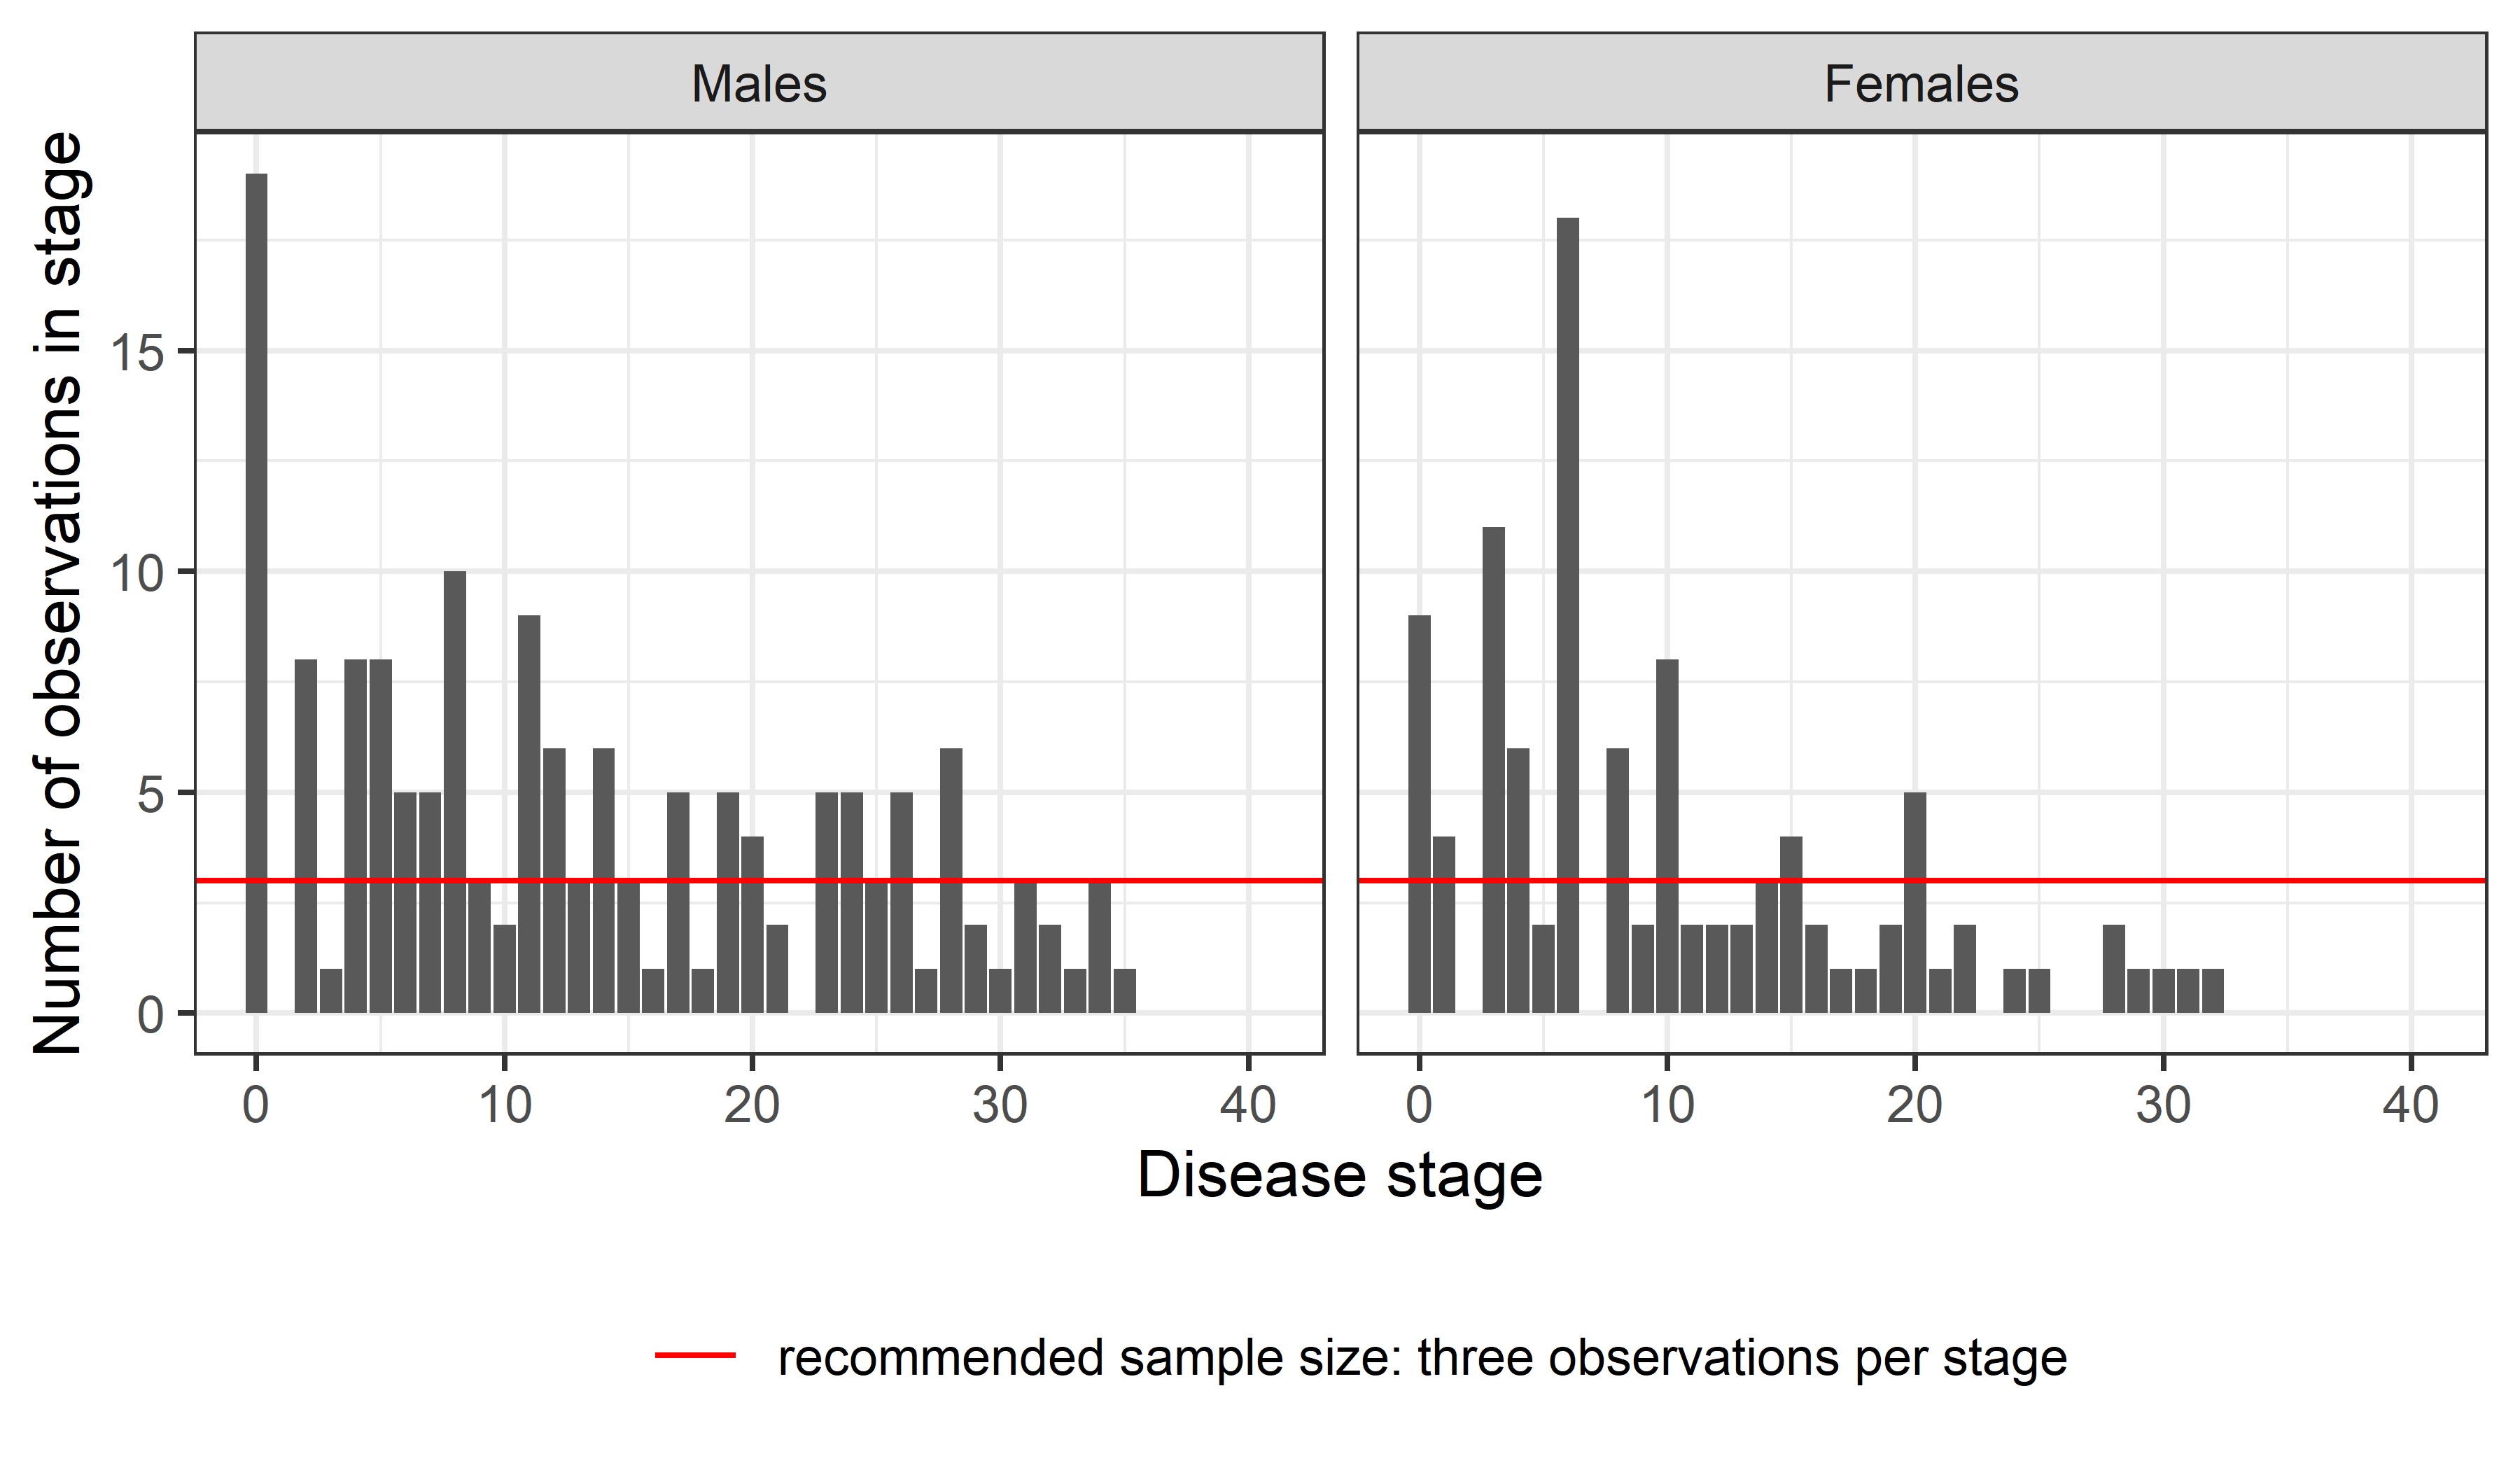 Males
Females
Number of observations in stage
15
10
5
0
0 10 20 30 40
0 10 20 30 40
Disease stage
recommended sample size: three observations per stage